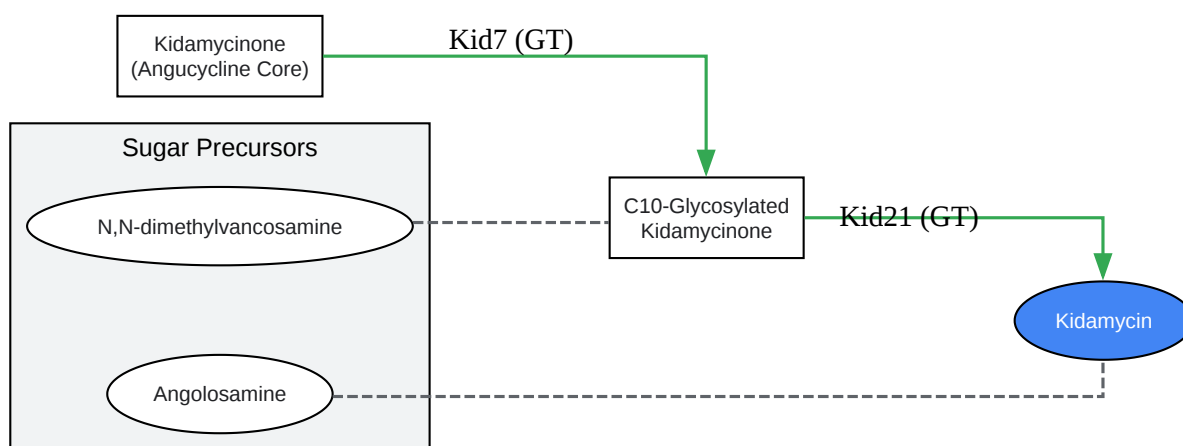 Kidamycinone
(Angucycline Core)
Kid7 (GT)
Sugar Precursors
N,N-dimethylvancosamine
C10-Glycosylated
Kidamycinone
Kid21 (GT)
Kidamycin
Angolosamine